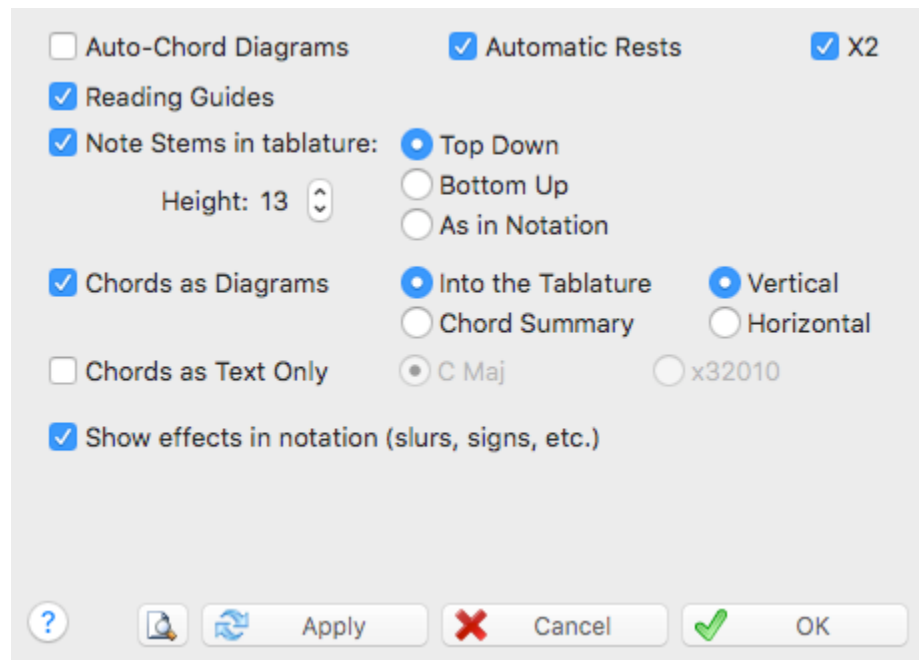 Auto-Chord Diagrams Automatic Rests X2
Reading Guides
Note Stems in tablature: Top Down
Bottom Up
Height: 13
As in Notation
Chords as Diagrams Into the Tablature Vertical
Chord Summary Horizontal
Chords as Text Only C Maj x32010
Show effects in notation (slurs, signs, etc.)
? Apply Cancel OK